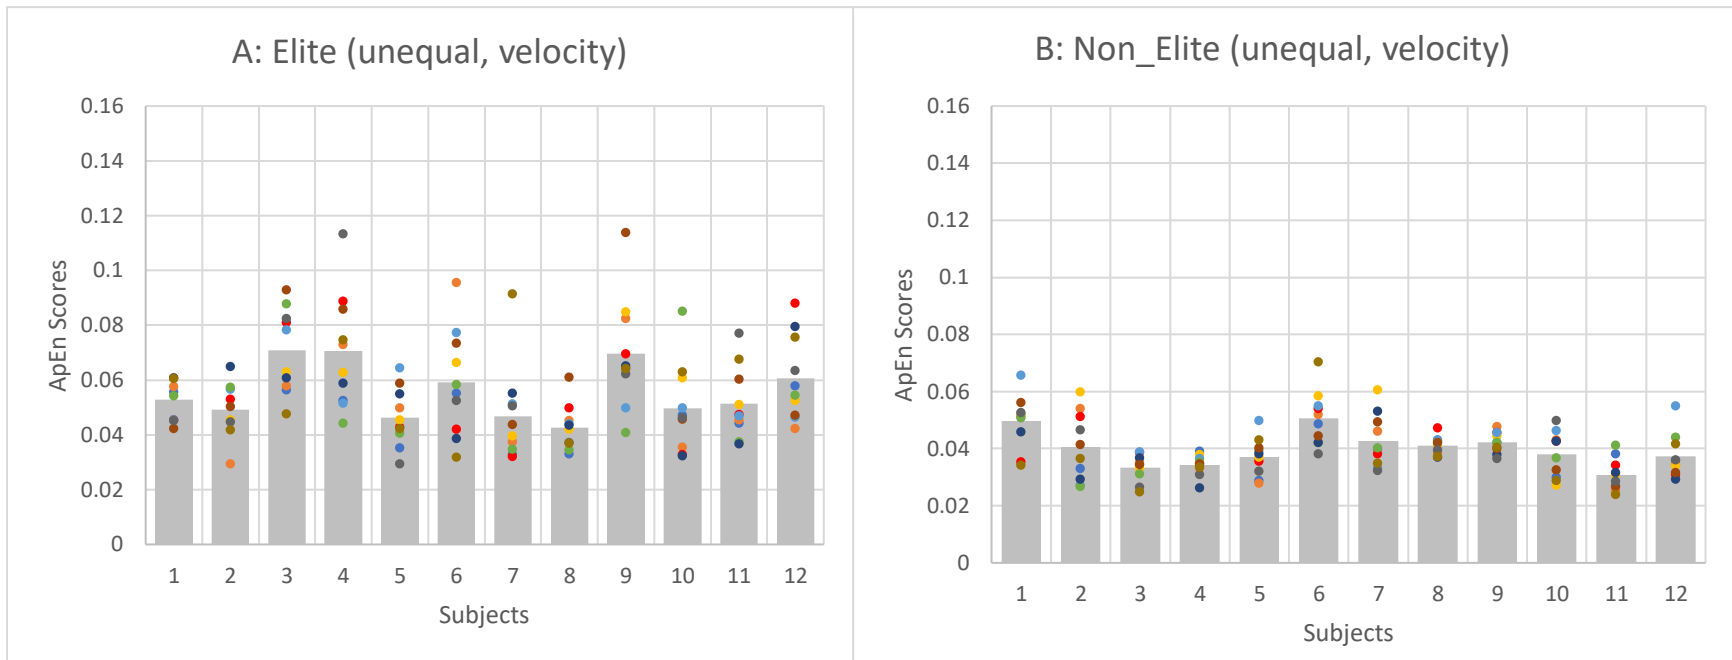 A: Elite (unequal, velocity)
0.16
0.14
0.12
0.1
0.08
0.06
0.04
0.02
0
ApEn Scores
1 2 3 4 5 6 7 8 9 10 11 12
Subjects
B: Non_Elite (unequal, velocity)
0.16
0.14
0.12
0.1
0.08
0.06
0.04
0.02
0
ApEn Scores
1 2 3 4 5 6 7 8 9 10 11 12
Subjects